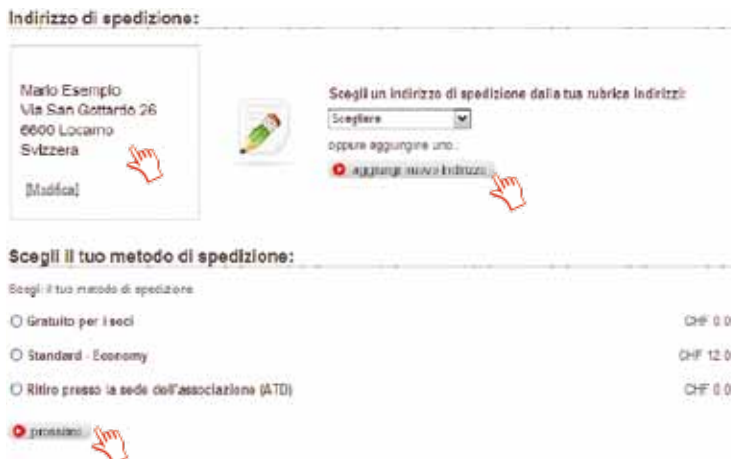 Indirizzo di spedizione:
Mario Esempio
Via San Gottardo 26
6600 Locarno
Svizzera
[Modifica]
Scegli un indirizzo di spedizione dalla tua rubrica indirizzi:
Scegliere
oppure aggiungine uno:
aggiungi nuovo indirizzo
Scegli il tuo metodo di spedizione:
Scegli il tuo metodo di spedizione
Gratuito per i soci CHF 0.0
Standard - Economy CHF 12.0
Ritiro presso la sede dell'associazione (ATD) CHF 0.0
prossimo